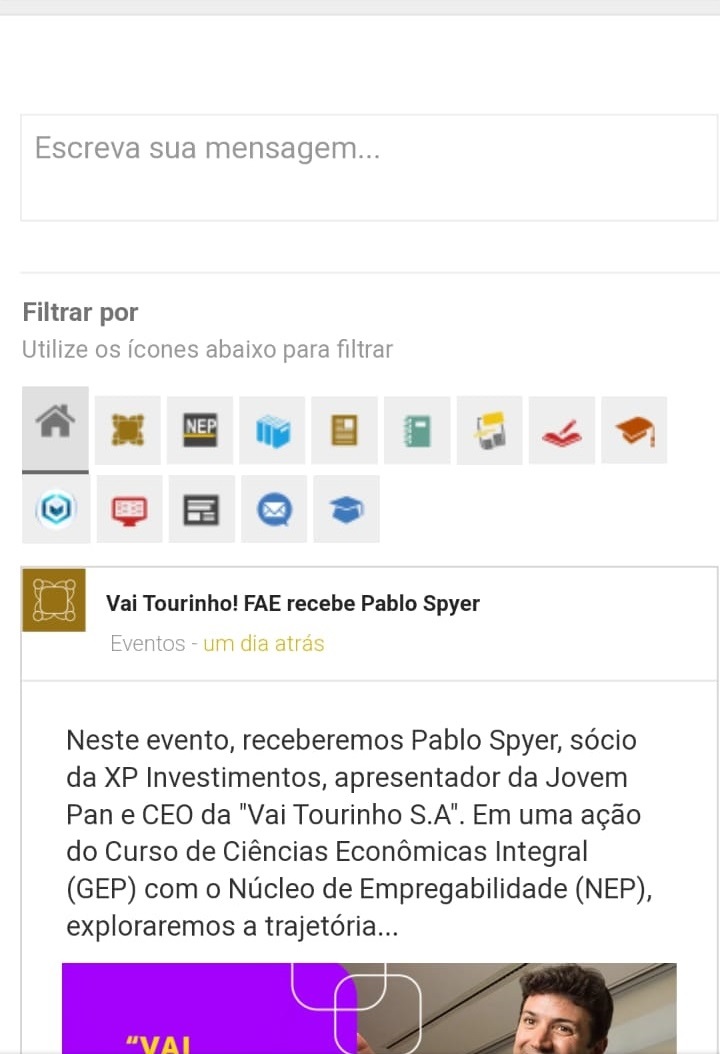 Escreva sua mensagem...
Filtrar por
Utilize os ícones abaixo para filtrar
NEP
Vai Tourinho! FAE recebe Pablo Spyer
Eventos - um dia atrás
Neste evento, receberemos Pablo Spyer, sócio
da XP Investimentos, apresentador da Jovem
Pan e CEO da "Vai Tourinho S.A". Em uma ação
do Curso de Ciências Econômicas Integral
(GEP) com o Núcleo de Empregabilidade (NEP),
exploraremos a trajetória...
“VAI